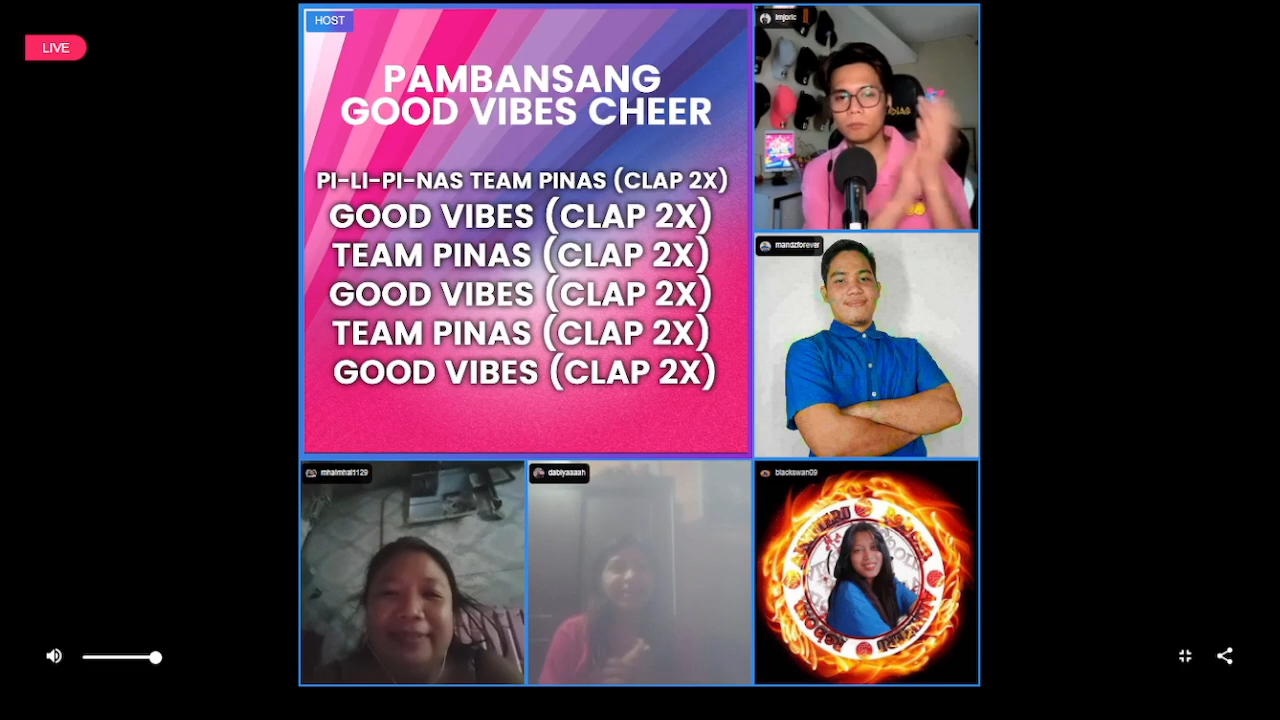 LIVE
HOST
PAMBANSANG
GOOD VIBES CHEER
PI-LI-PI-NAS TEAM PINAS (CLAP 2X)
GOOD VIBES (CLAP 2X)
TEAM PINAS (CLAP 2X)
GOOD VIBES (CLAP 2X)
TEAM PINAS (CLAP 2X)
GOOD VIBES (CLAP 2X)
imjoric
mandzforever
mhalmhal1129
dabiyaaaah
blackswan09